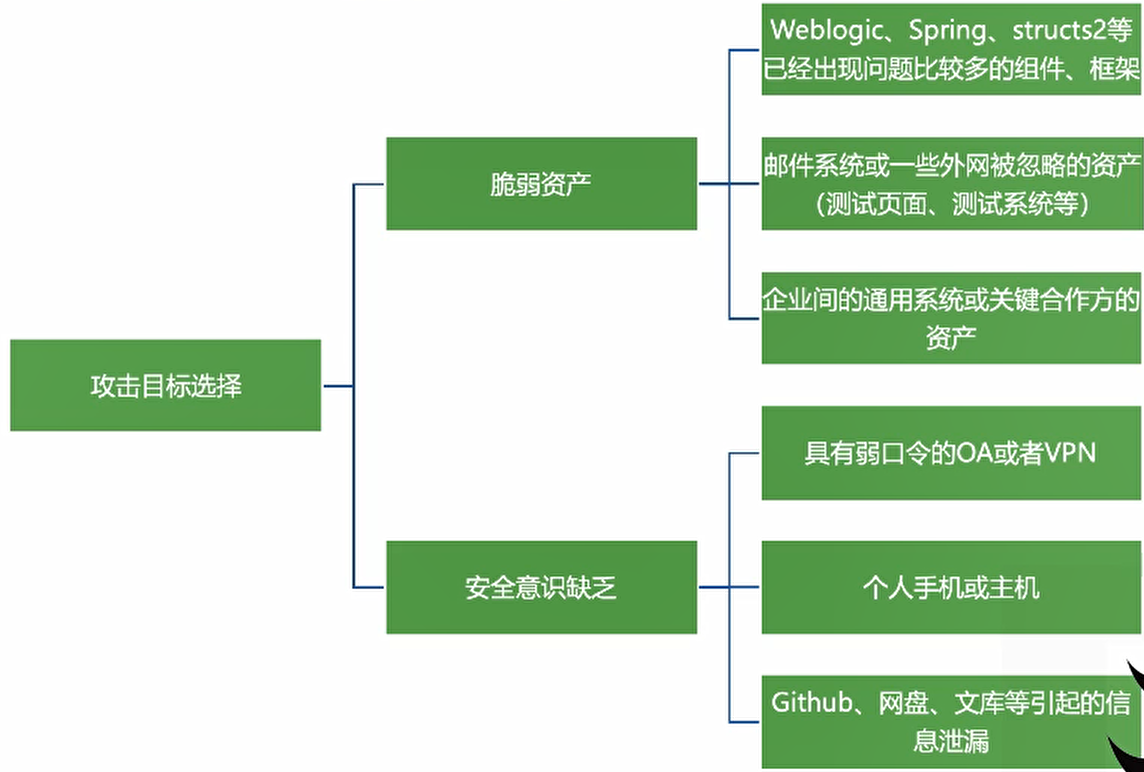 攻击目标选择
脆弱资产
Weblogic、Spring、structs2等
已经出现问题比较多的组件、框架
邮件系统或一些外网被忽略的资产
（测试页面、测试系统等）
企业间的通用系统或关键合作方的
资产
安全意识缺乏
具有弱口令的OA或者VPN
个人手机或主机
Github、网盘、文库等引起的信
息泄漏